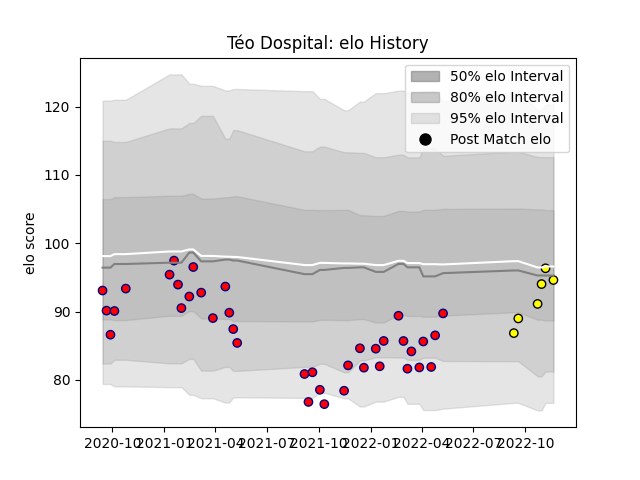 Téo Dospital: elo History
50% elo Interval
80% elo Interval
95% elo Interval
Post Match elo
elo score
120
110
100
90
80
2020-10 2021-01 2021-04 2021-07 2021-10 2022-01 2022-04 2022-07 2022-10